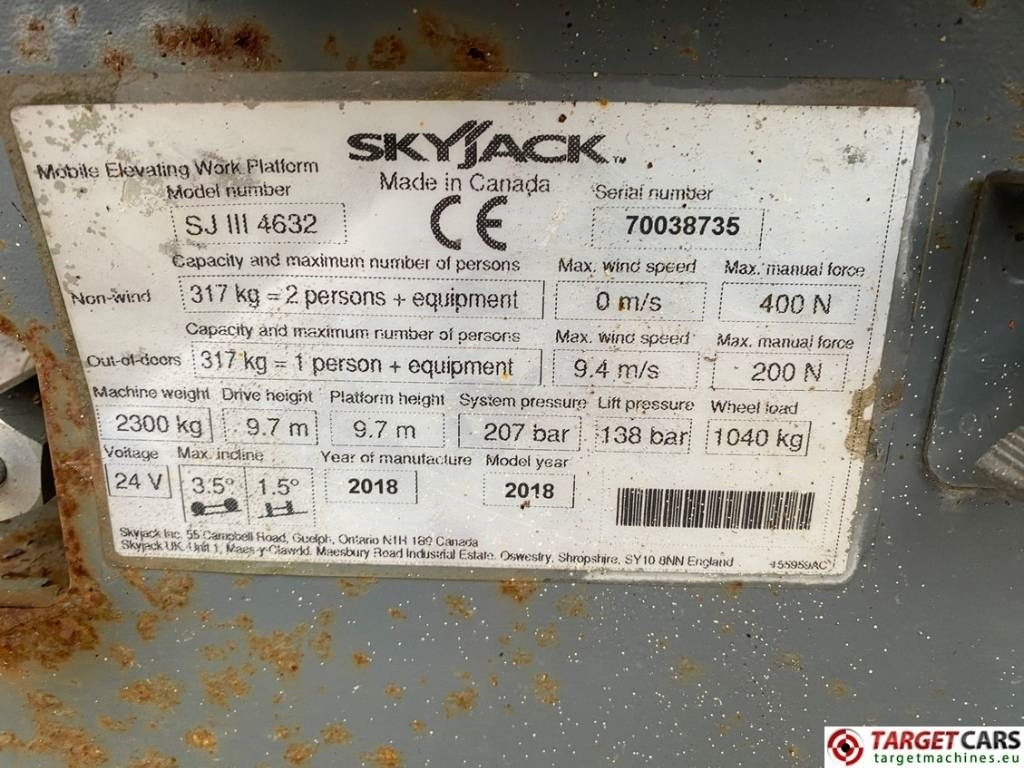 SKYJACK™
Mobile Elevating Work Platform
Made in Canada
Model number
Serial number
SJ III 4632
CE
70038735
Capacity and maximum number of persons Max. wind speed Max. manual force
Non-wind 317 kg = 2 persons + equipment 0 m/s 400 N
Capacity and maximum number of persons Max. wind speed Max. manual force
Out-of-doors 317 kg = 1 person + equipment 9.4 m/s 200 N
Machine weight Drive height Platform height System pressure Lift pressure Wheel load
2300 kg 9.7 m 9.7 m 207 bar 138 bar 1040 kg
Voltage Max. incline Year of manufacture Model year
24 V 3.5° 1.5° 2018 2018
Skyjack Inc. 55 Campbell Road, Guelph, Ontario N1H 1B9 Canada
Skyjack UK, Unit 1, Maes-y-Clawdd, Maesbury Road Industrial Estate, Oswestry, Shropshire, SY10 8NN England
155959AC
TARGETCARS
targetmachines.eu